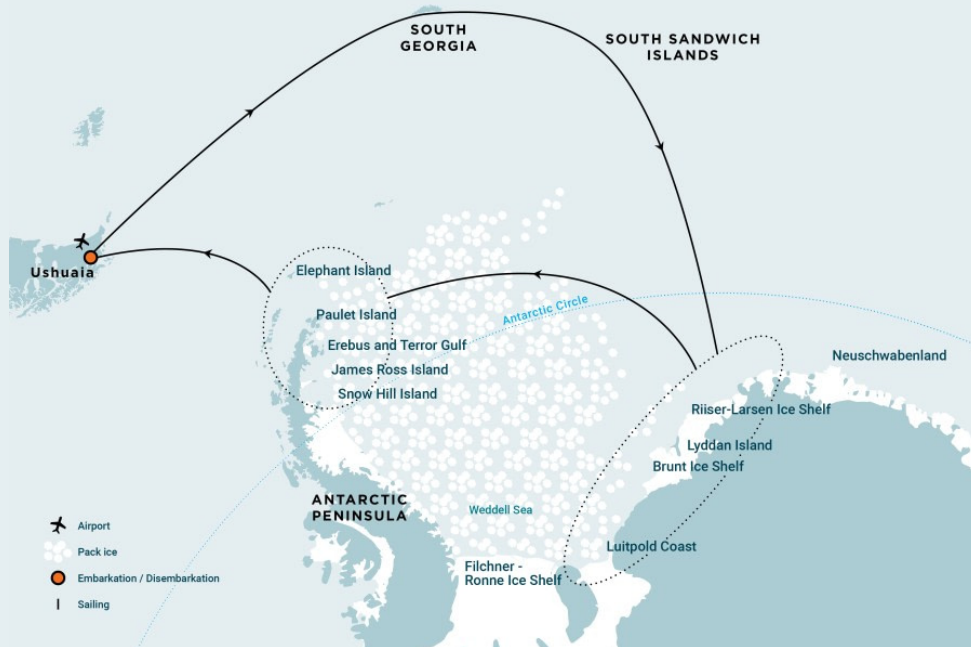 SOUTH
GEORGIA
SOUTH SANDWICH
ISLANDS
Ushuaia
Elephant Island
Paulet Island
Erebus and Terror Gulf
James Ross Island
Snow Hill Island
Antarctic Circle
Neuschwabenland
Riiser-Larsen Ice Shelf
Lyddan Island
Brunt Ice Shelf
ANTARCTIC
PENINSULA
Weddell Sea
Luitpold Coast
Filchner -
Ronne Ice Shelf
Airport
Pack ice
Embarkation / Disembarkation
Sailing